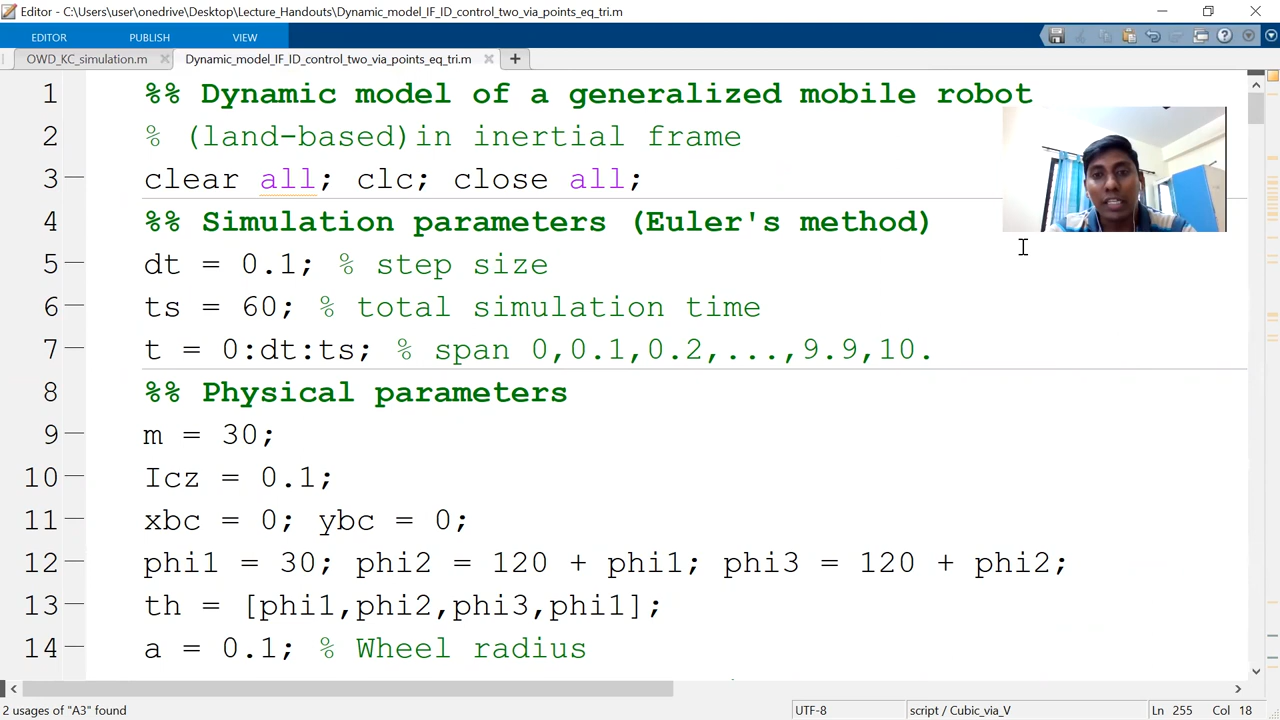 Editor - C:\Users\user\onedrive\Desktop\Lecture_Handouts\Dynamic_model_IF_ID_control_two_via_points_eq_tri.m
EDITOR PUBLISH VIEW
OWD_KC_simulation.m Dynamic_model_IF_ID_control_two_via_points_eq_tri.m
1 %% Dynamic model of a generalized mobile robot
2 % (land-based)in inertial frame
3 clear all; clc; close all;
4 %% Simulation parameters (Euler's method)
5 dt = 0.1; % step size
6 ts = 60; % total simulation time
7 t = 0:dt:ts; % span 0,0.1,0.2,...,9.9,10.
8 %% Physical parameters
9 m = 30;
10 Icz = 0.1;
11 xbc = 0; ybc = 0;
12 phi1 = 30; phi2 = 120 + phi1; phi3 = 120 + phi2;
13 th = [phi1,phi2,phi3,phi1];
14 a = 0.1; % Wheel radius
2 usages of "A3" found UTF-8 script / Cubic_via_V Ln 255 Col 18